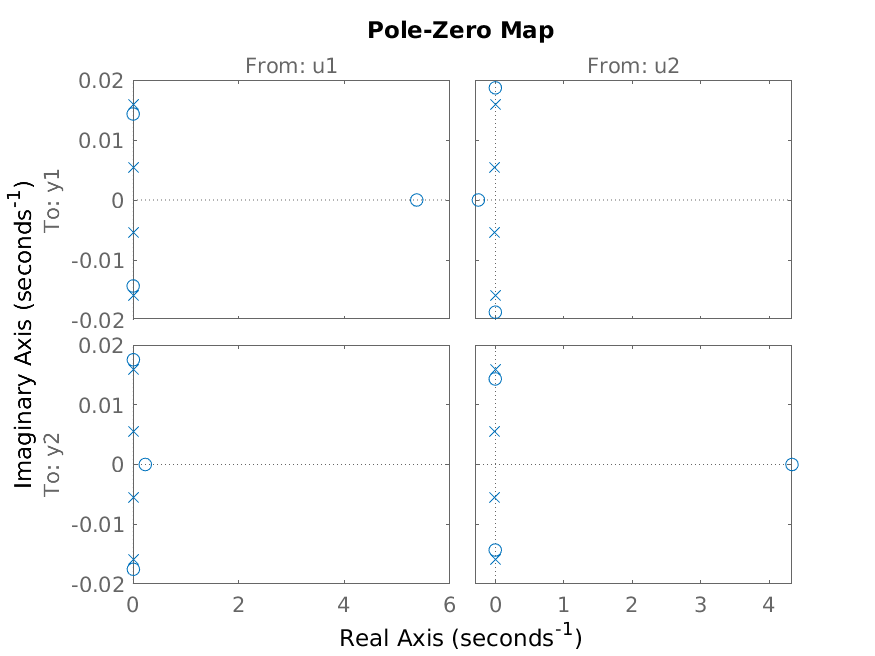 Pole-Zero Map
From: u1
From: u2
0.02
0.01
0
-0.01
-0.02
To: y1
0.02
0.01
0
-0.01
-0.02
To: y2
Imaginary Axis (seconds⁻¹)
0 2 4 6
0 1 2 3 4
Real Axis (seconds⁻¹)